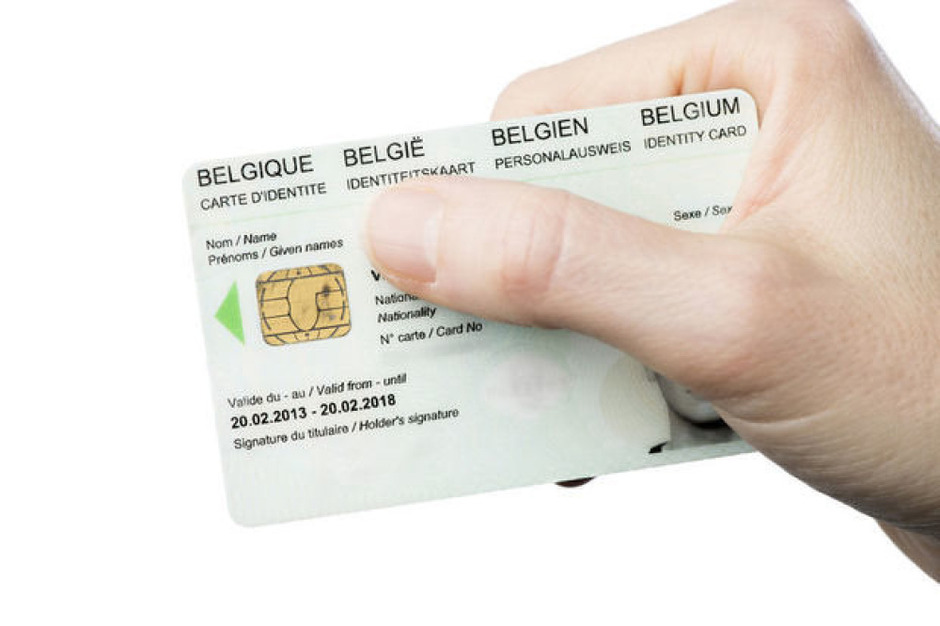 BELGIQUE BELGIË BELGIEN BELGIUM
CARTE D'IDENTITE IDENTITEITSKAART PERSONALAUSWEIS IDENTITY CARD
Nom / Name
Prénoms / Given names
Sexe /
Nationality
N° carte / Card No
Valide du - au / Valid from - until
20.02.2013 - 20.02.2018
Signature du titulaire / Holder's signature